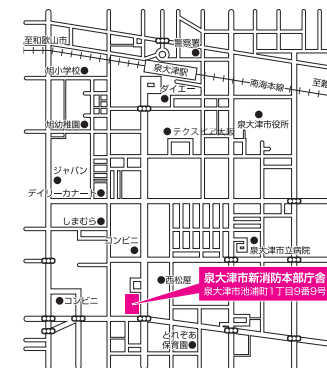 至和歌山市
警察署
旭小学校
泉大津駅
南海本線
至難
ダイエー
旭幼稚園
テクスピア大阪
泉大津市役所
ジャパン
デイリーカナート
しまむら
コンビニ
泉大津市立病院
西松屋
泉大津市新消防本部庁舎
泉大津市池浦町1丁目9番9号
コンビニ
どれぞあ
保育園